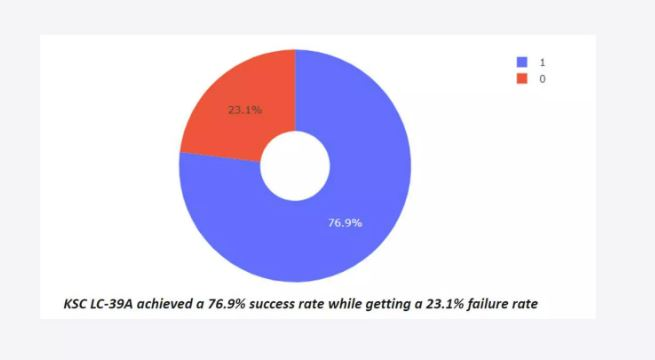 1
0
23.1%
76.9%
KSC LC-39A achieved a 76.9% success rate while getting a 23.1% failure rate